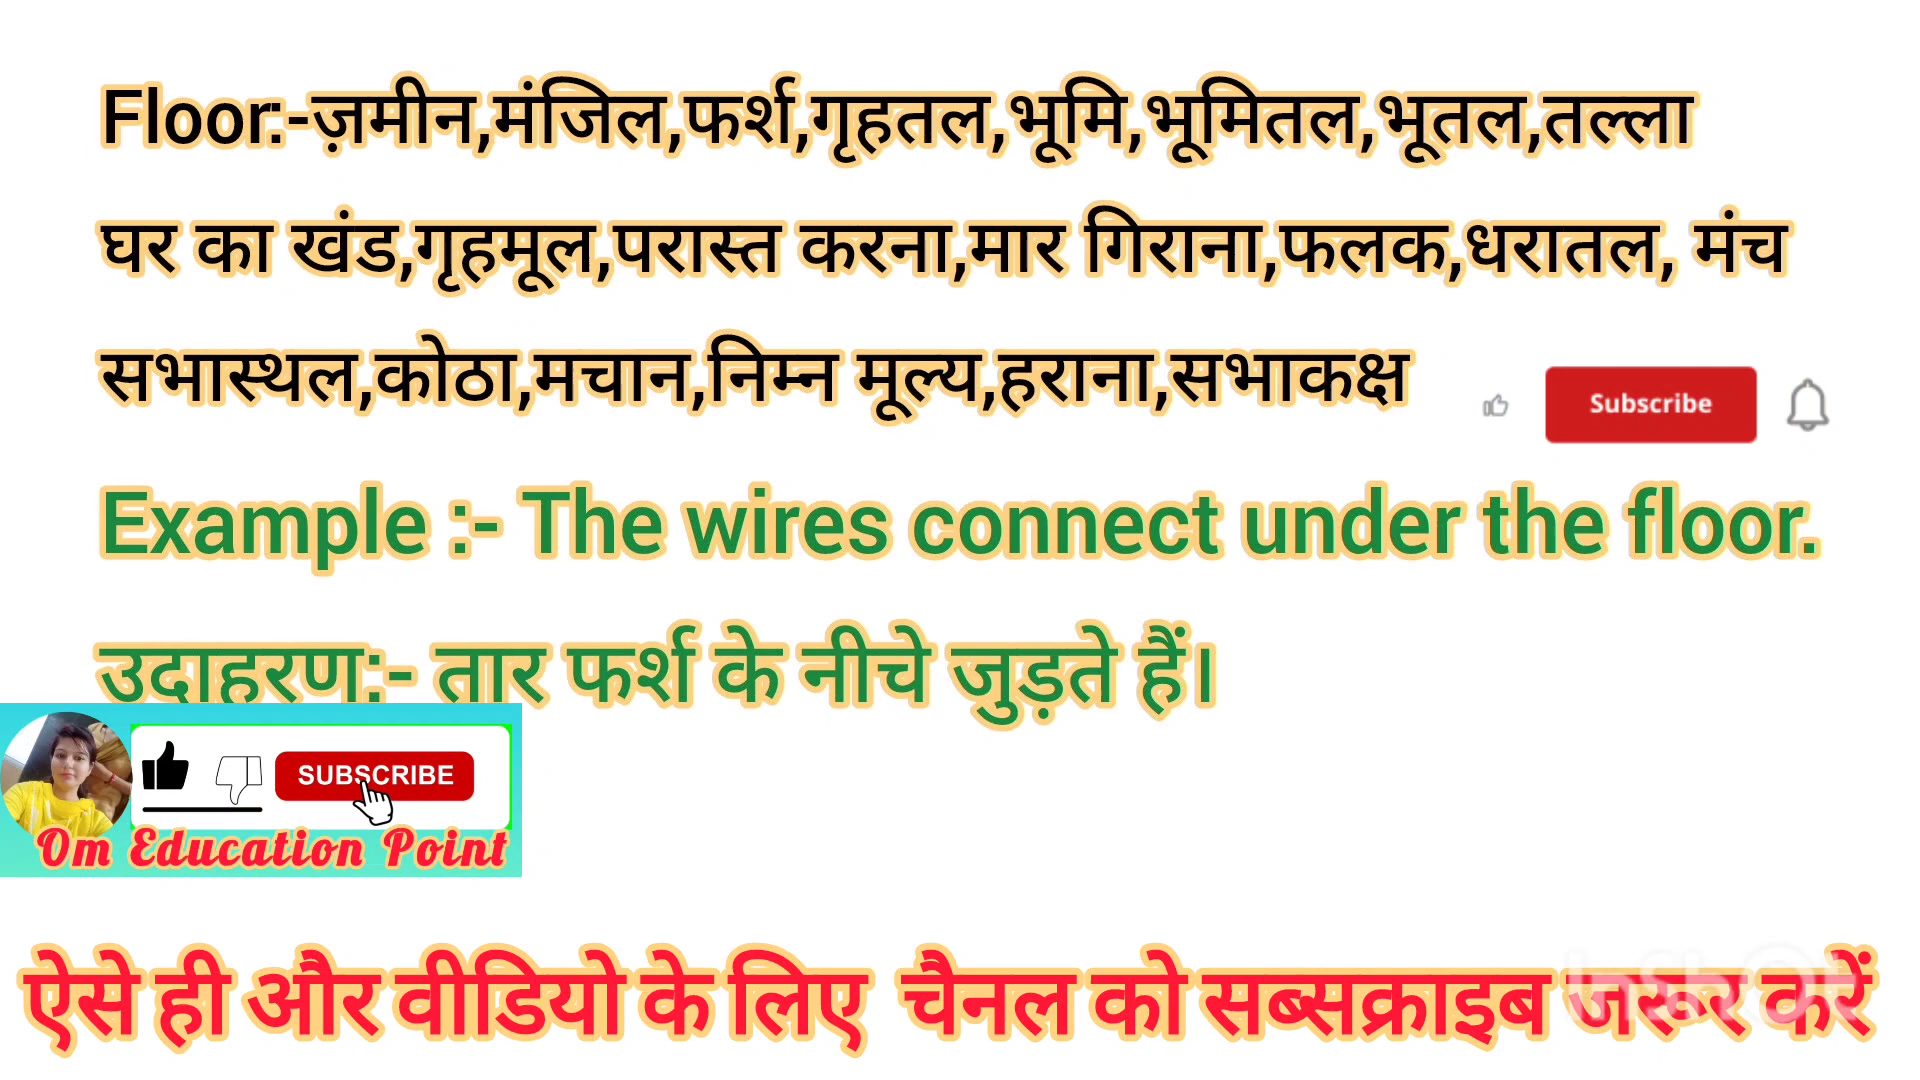 Floor:-ज़मीन,मंजिल,फर्श,गृहतल,भूमि,भूमितल,भूतल,तल्ला
घर का खंड,गृहमूल,परास्त करना,मार गिराना,फलक,धरातल, मंच
सभास्थल,कोठा,मचान,निम्न मूल्य,हराना,सभाकक्ष
Subscribe
Example :- The wires connect under the floor.
उदाहरण:- तार फर्श के नीचे जुड़ते हैं।
SUBSCRIBE
Om Education Point
ऐसे ही और वीडियो के लिए चैनल को सब्सक्राइब जरूर करें
InShOt